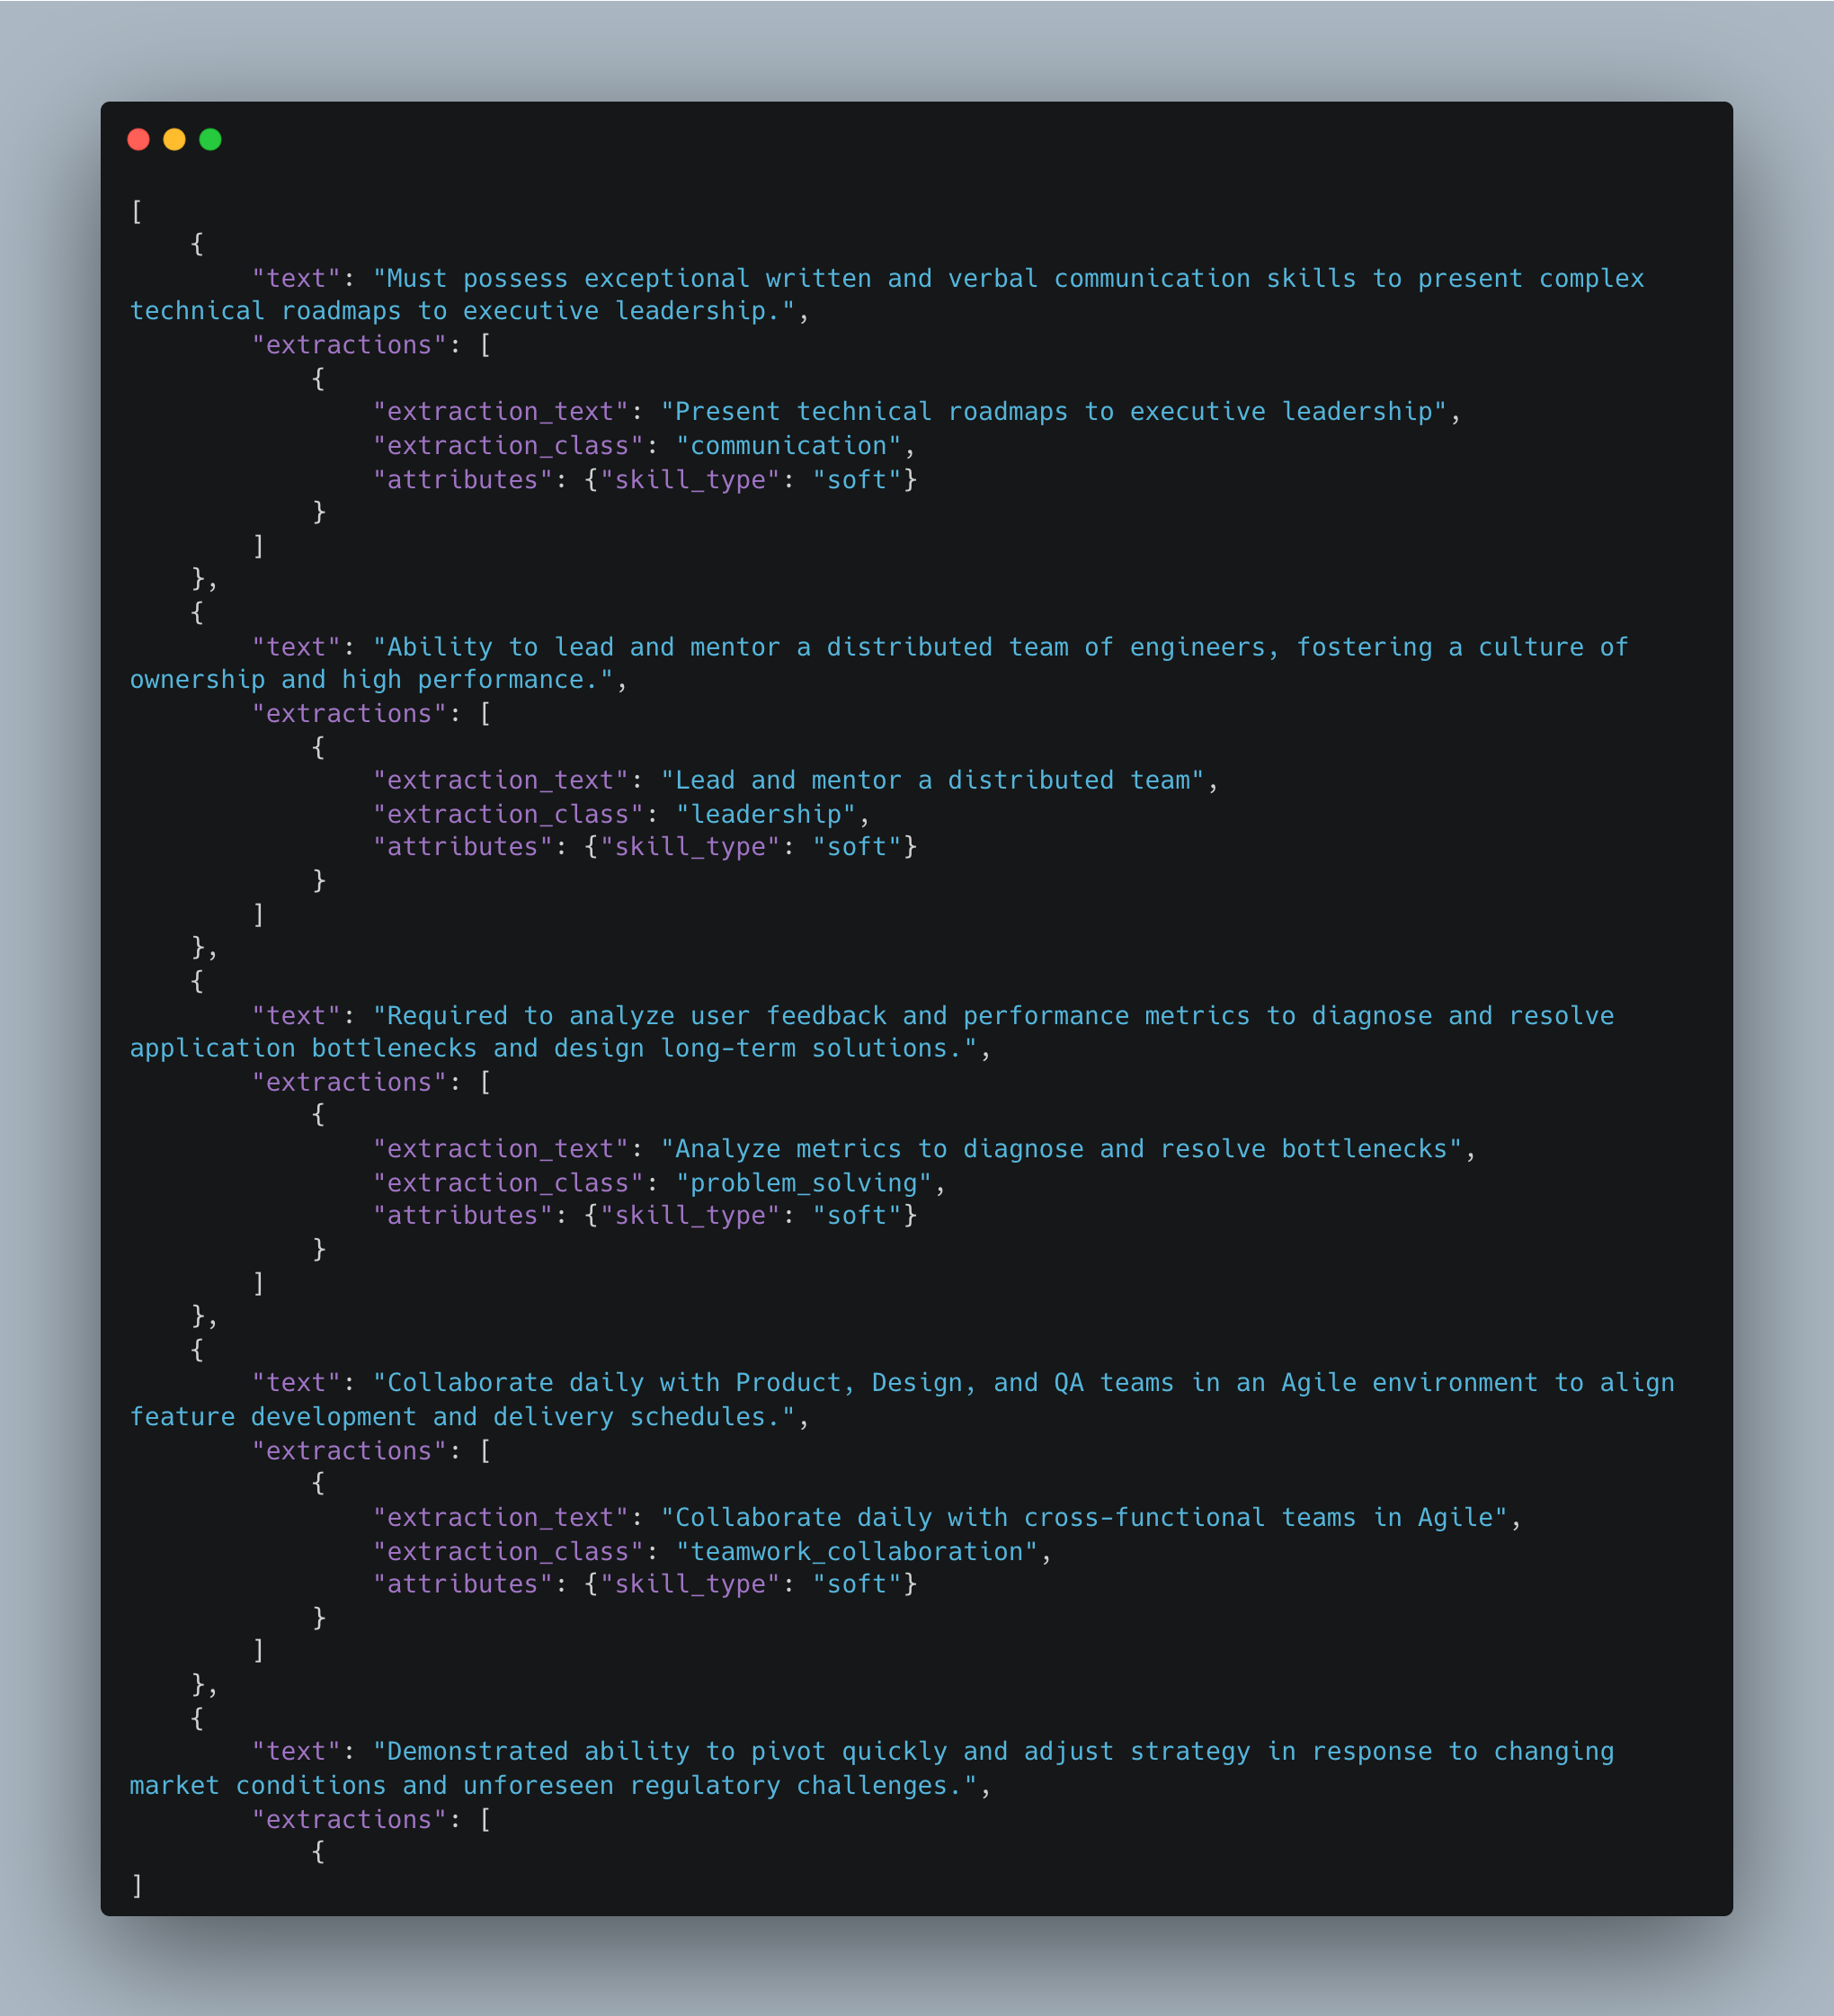 [
    {
        "text": "Must possess exceptional written and verbal communication skills to present complex
technical roadmaps to executive leadership.",
        "extractions": [
            {
                "extraction_text": "Present technical roadmaps to executive leadership",
                "extraction_class": "communication",
                "attributes": {"skill_type": "soft"}
            }
        ]
    },
    {
        "text": "Ability to lead and mentor a distributed team of engineers, fostering a culture of
ownership and high performance.",
        "extractions": [
            {
                "extraction_text": "Lead and mentor a distributed team",
                "extraction_class": "leadership",
                "attributes": {"skill_type": "soft"}
            }
        ]
    },
    {
        "text": "Required to analyze user feedback and performance metrics to diagnose and resolve
application bottlenecks and design long-term solutions.",
        "extractions": [
            {
                "extraction_text": "Analyze metrics to diagnose and resolve bottlenecks",
                "extraction_class": "problem_solving",
                "attributes": {"skill_type": "soft"}
            }
        ]
    },
    {
        "text": "Collaborate daily with Product, Design, and QA teams in an Agile environment to align
feature development and delivery schedules.",
        "extractions": [
            {
                "extraction_text": "Collaborate daily with cross-functional teams in Agile",
                "extraction_class": "teamwork_collaboration",
                "attributes": {"skill_type": "soft"}
            }
        ]
    },
    {
        "text": "Demonstrated ability to pivot quickly and adjust strategy in response to changing
market conditions and unforeseen regulatory challenges.",
        "extractions": [
            {
]